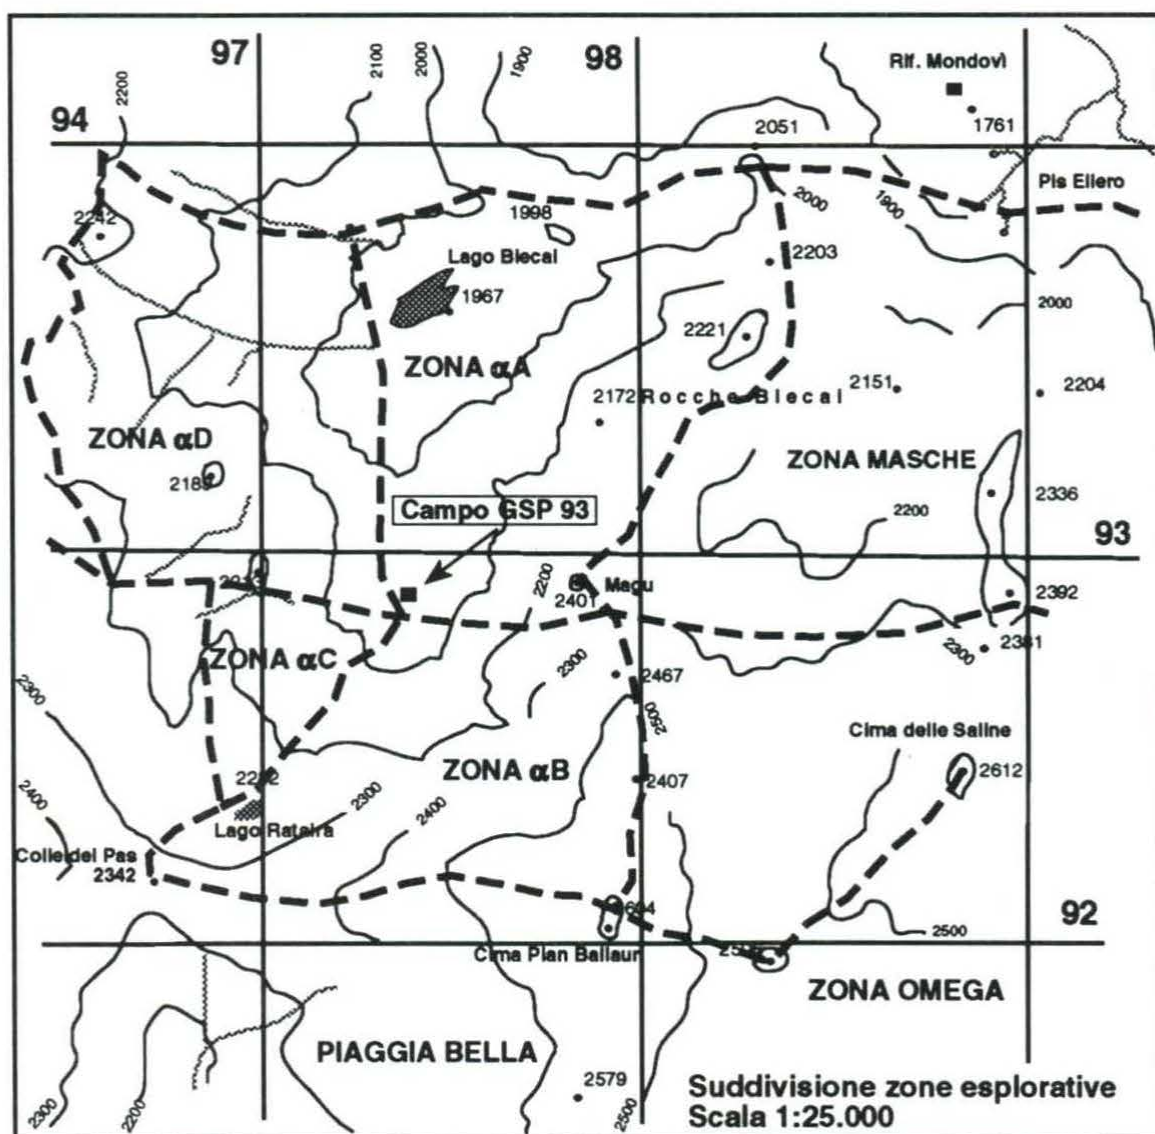 97
98
2100
2000
1900
2200
Rif. Mondovì
94
2051
1761
Pis Ellero
2242
1998
2000
1900
Lago Biecai
2203
1967
2000
2221
ZONA αA
2151
2204
2172 Rocche Biecai
ZONA αD
ZONA MASCHE
2336
Campo GSP 93
2200
93
2200
Magu
2401
2392
2381
2300
ZONA αC
2300
2467
2300
2500
Cima delle Saline
ZONA αB
2612
2407
2400
2300
2400
Lago Rataira
Colle del Pas
2342
92
2500
Cima Pian Ballaur
ZONA OMEGA
PIAGGIA BELLA
2579
2300
2200
2500
Suddivisione zone esplorative
Scala 1:25.000